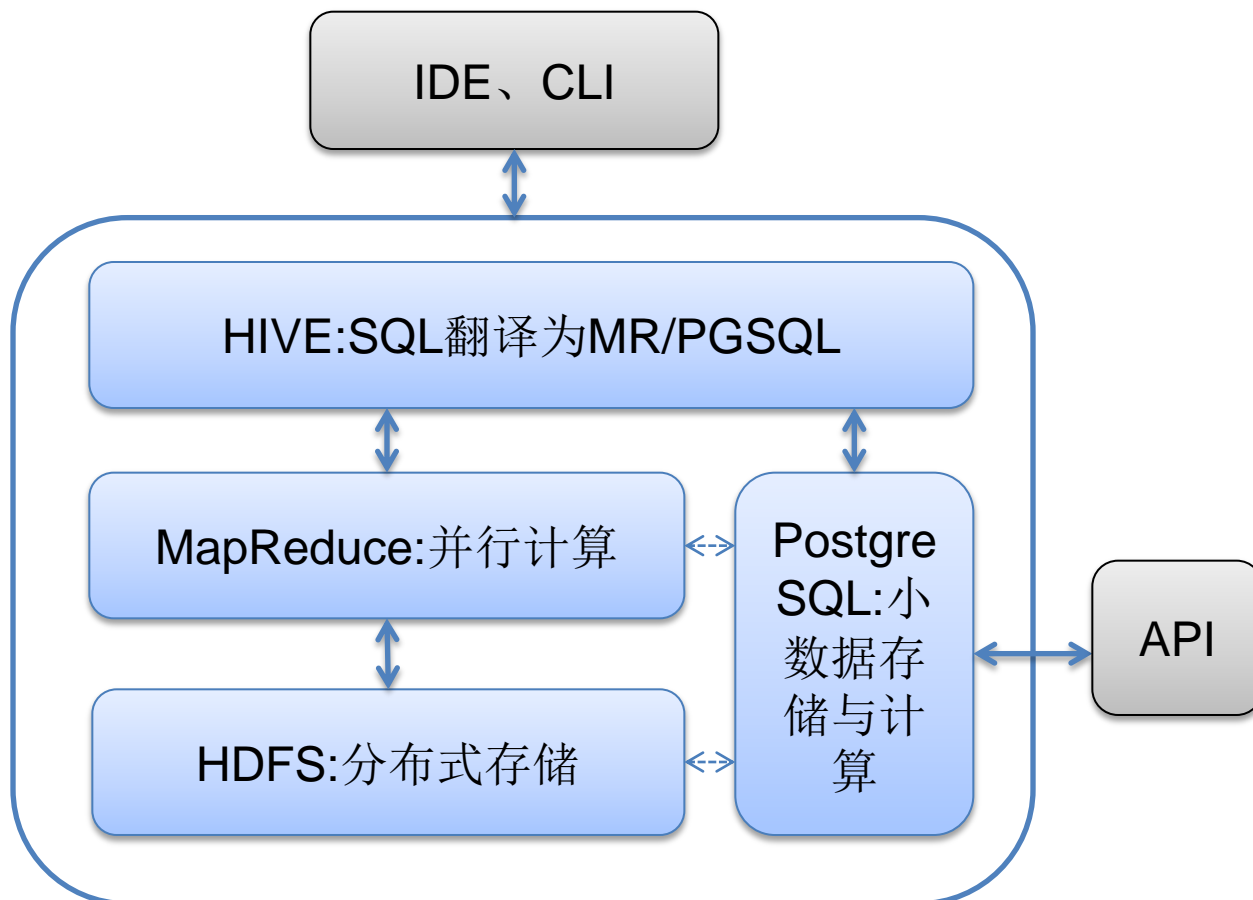 IDE、CLI
HIVE:SQL翻译为MR/PGSQL
MapReduce:并行计算
Postgre
SQL:小
数据存
储与计
算
API
HDFS:分布式存储